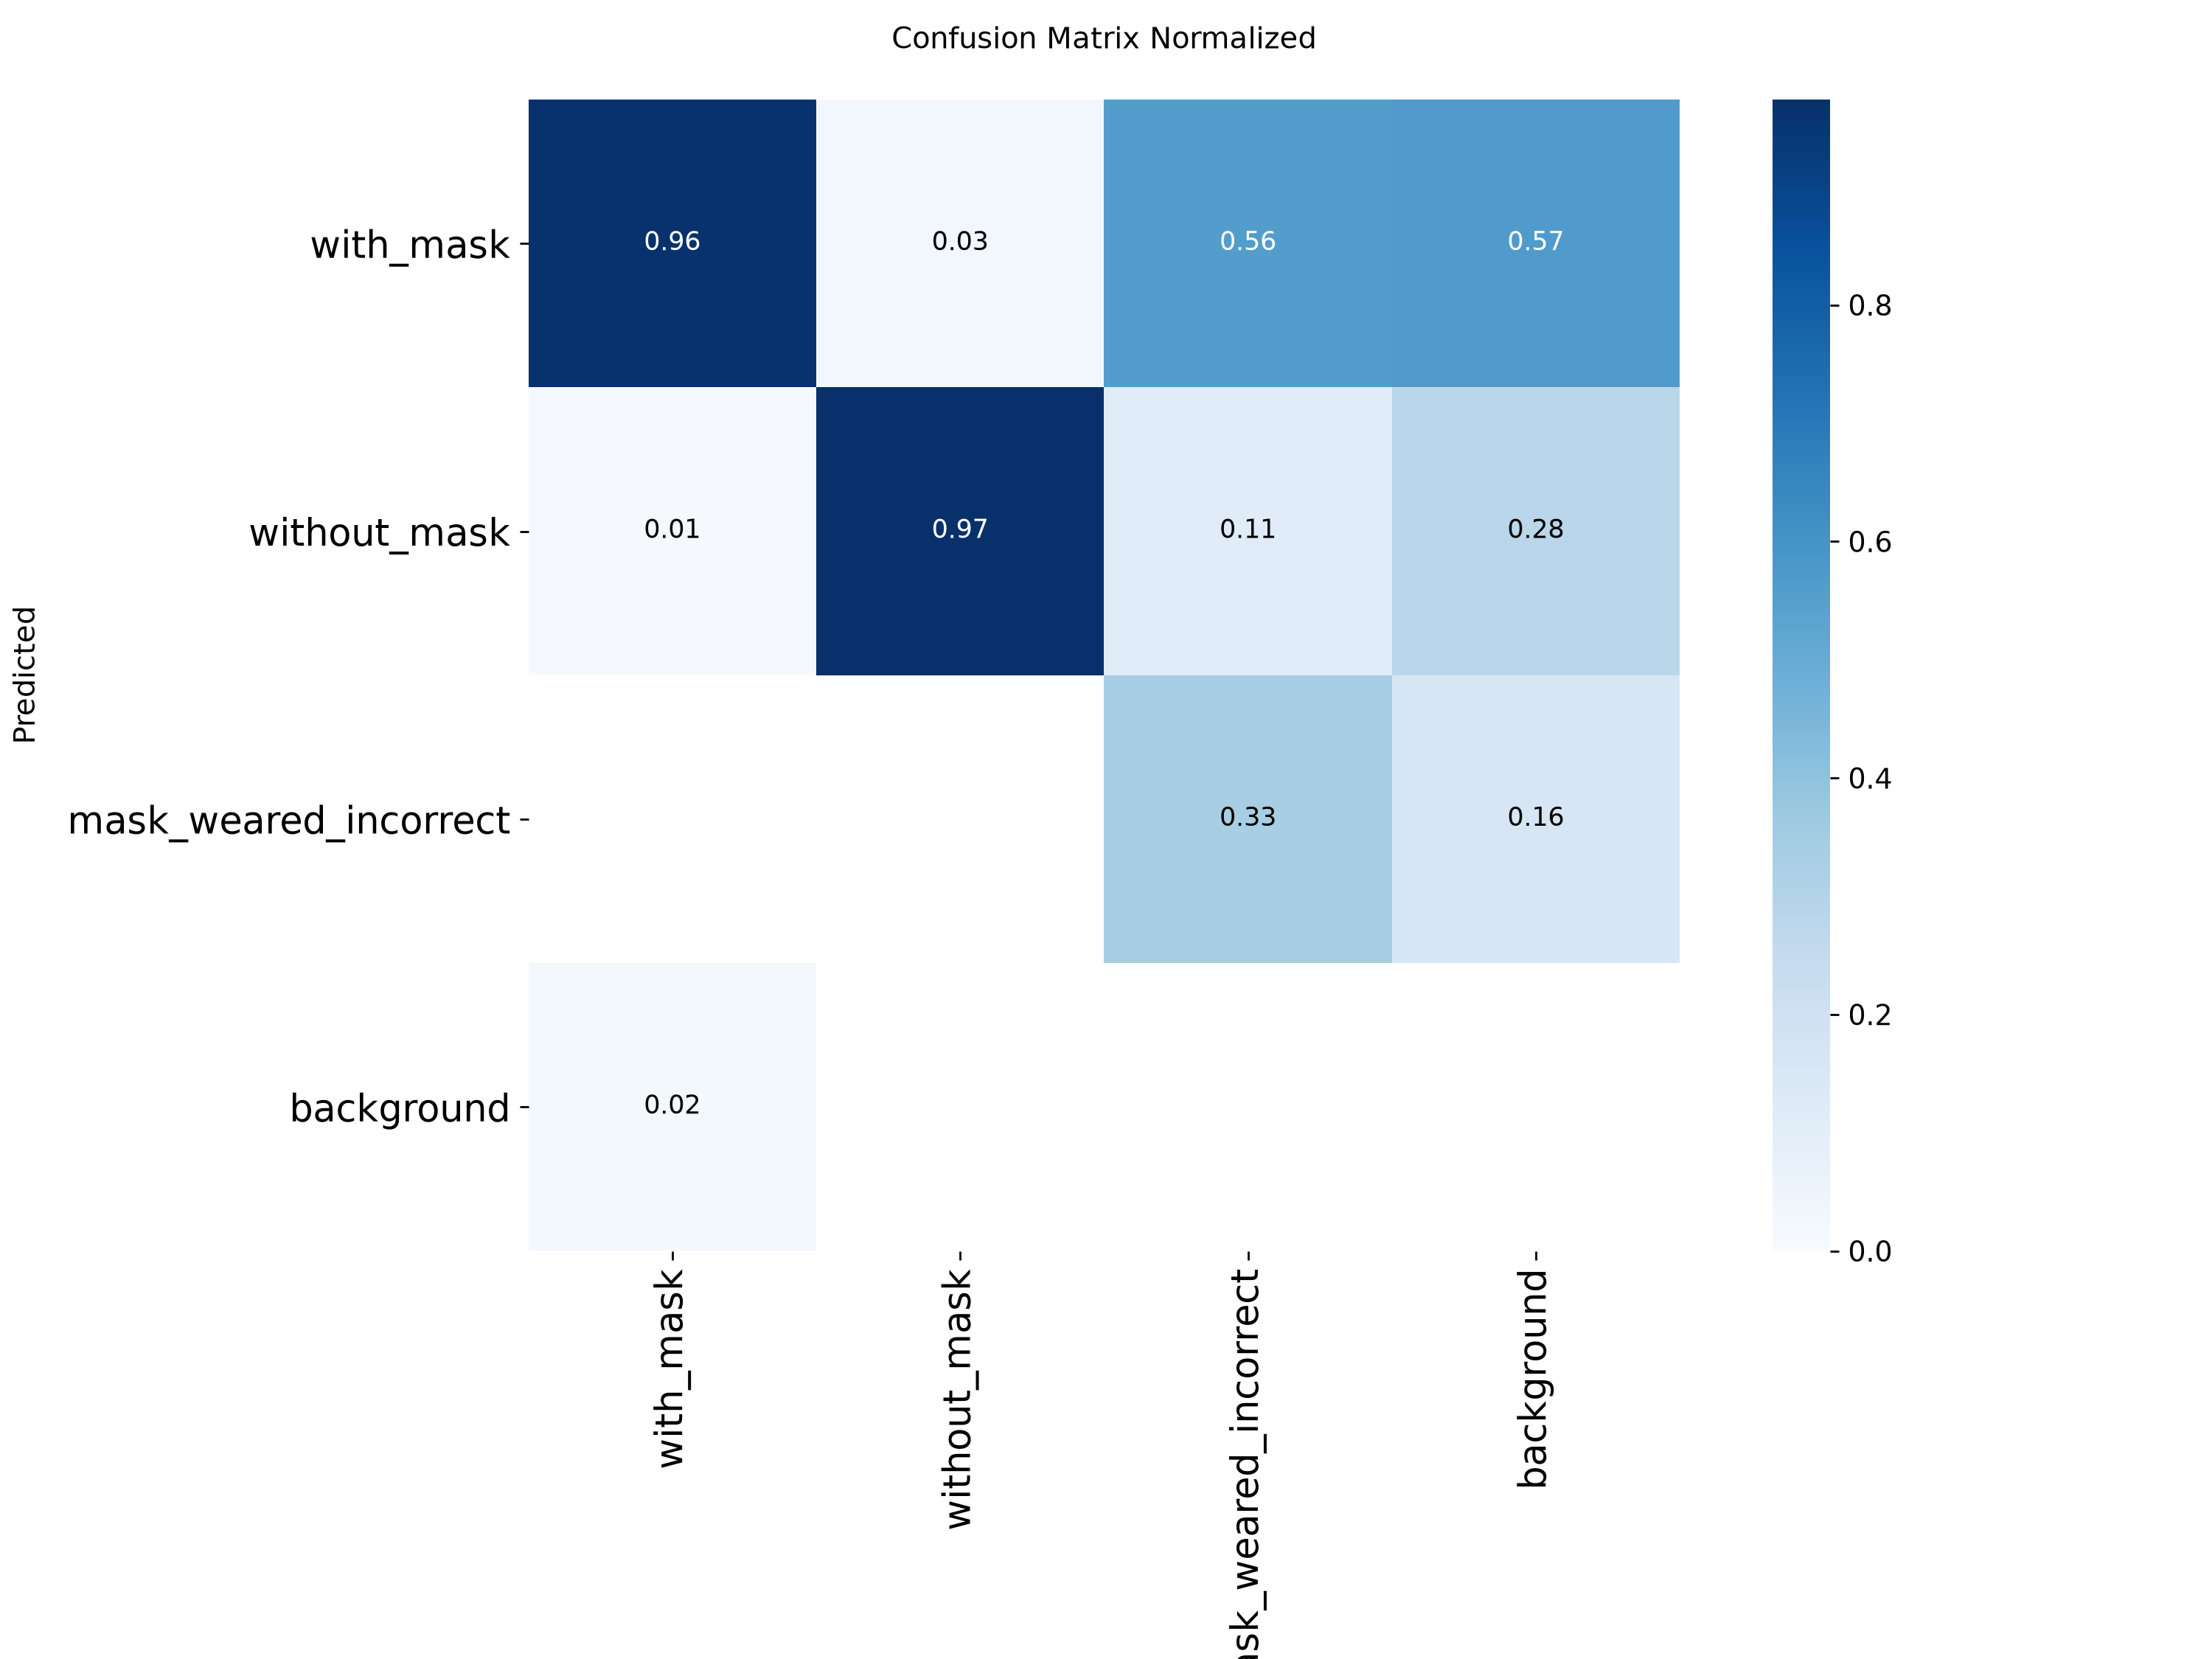 Confusion Matrix Normalized
with_mask
0.96
0.03
0.56
0.57
0.8
without_mask
0.01
0.97
0.11
0.28
0.6
Predicted
mask_weared_incorrect
0.33
0.16
0.4
background
0.02
0.2
0.0
with_mask
without_mask
ask_weared_incorrect
background